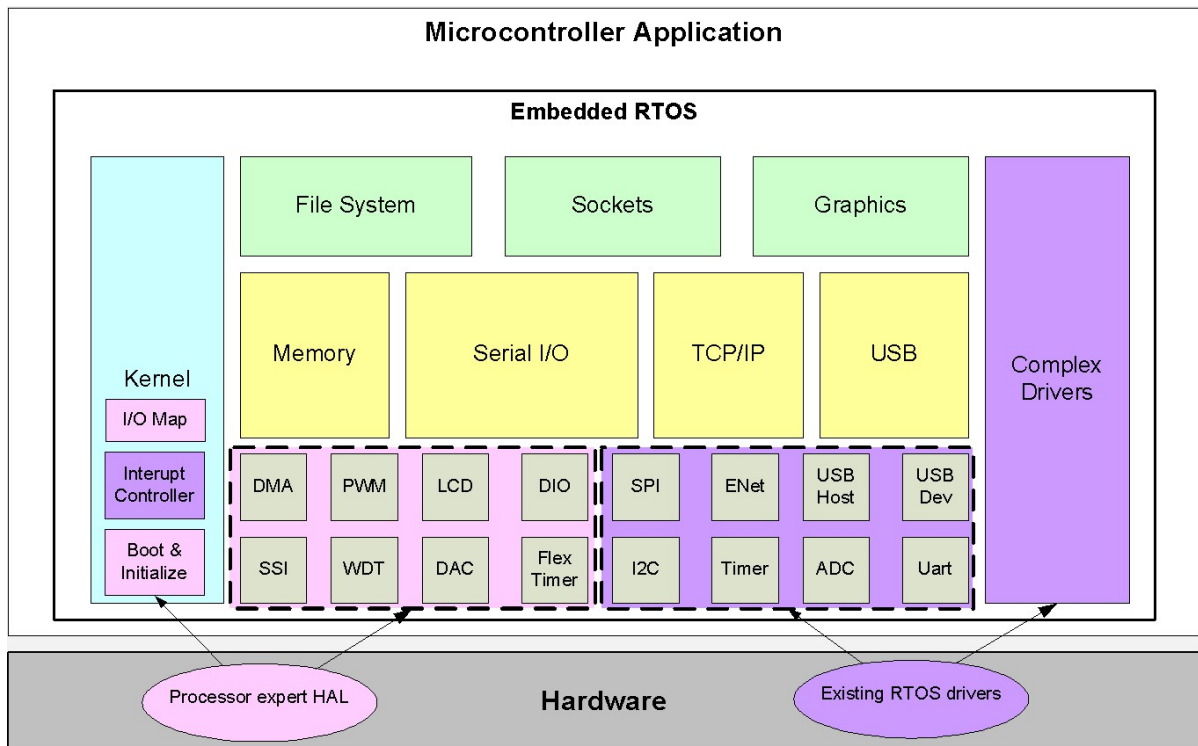 Microcontroller Application
Embedded RTOS
File System
Sockets
Graphics
Memory
Serial I/O
TCP/IP
USB
Kernel
I/O Map
Interupt
Controller
Boot &
Initialize
Complex
Drivers
DMA
PWM
LCD
DIO
SPI
ENet
USB
Host
USB
Dev
SSI
WDT
DAC
Flex
Timer
I2C
Timer
ADC
Uart
Processor expert HAL
Hardware
Existing RTOS drivers